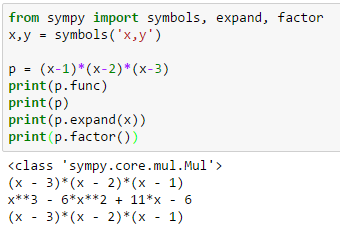 from sympy import symbols, expand, factor
x,y = symbols('x,y')
p = (x-1)*(x-2)*(x-3)
print(p.func)
print(p)
print(p.expand(x))
print(p.factor())
<class 'sympy.core.mul.Mul'>
(x - 3)*(x - 2)*(x - 1)
x**3 - 6*x**2 + 11*x - 6
(x - 3)*(x - 2)*(x - 1)